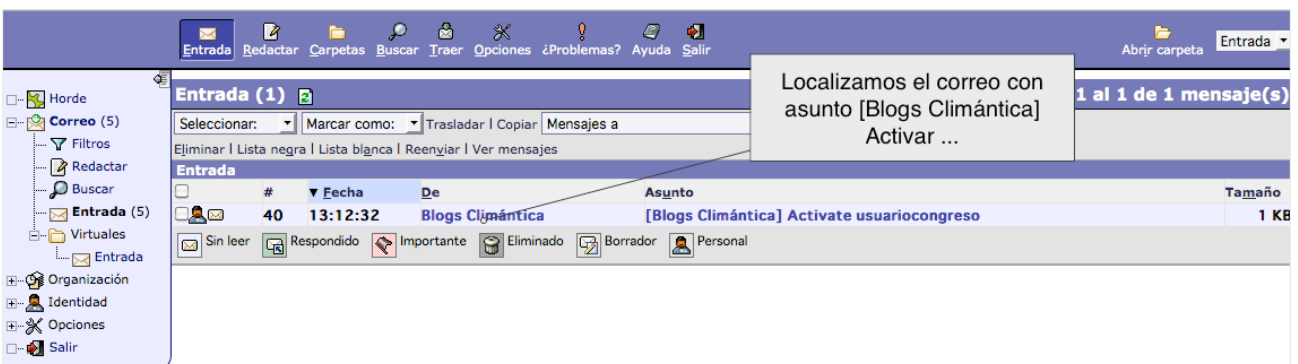 Entrada Redactar Carpetas Buscar Traer Opciones ¿Problemas? Ayuda Salir
Abrir carpeta Entrada
Localizamos el correo con
asunto [Blogs Climántica]
Activar ...
Horde
Correo (5)
Filtros
Redactar
Buscar
Entrada (5)
Virtuales
Entrada
Organización
Identidad
Opciones
Salir
Entrada (1)
1 al 1 de 1 mensaje(s)
Seleccionar: Marcar como: Trasladar | Copiar Mensajes a
Eliminar | Lista negra | Lista blanca | Reenviar | Ver mensajes
Entrada
# Fecha De Asunto Tamaño
40 13:12:32 Blogs Climántica [Blogs Climántica] Activate usuariocongreso 1 KB
Sin leer Respondido Importante Eliminado Borrador Personal